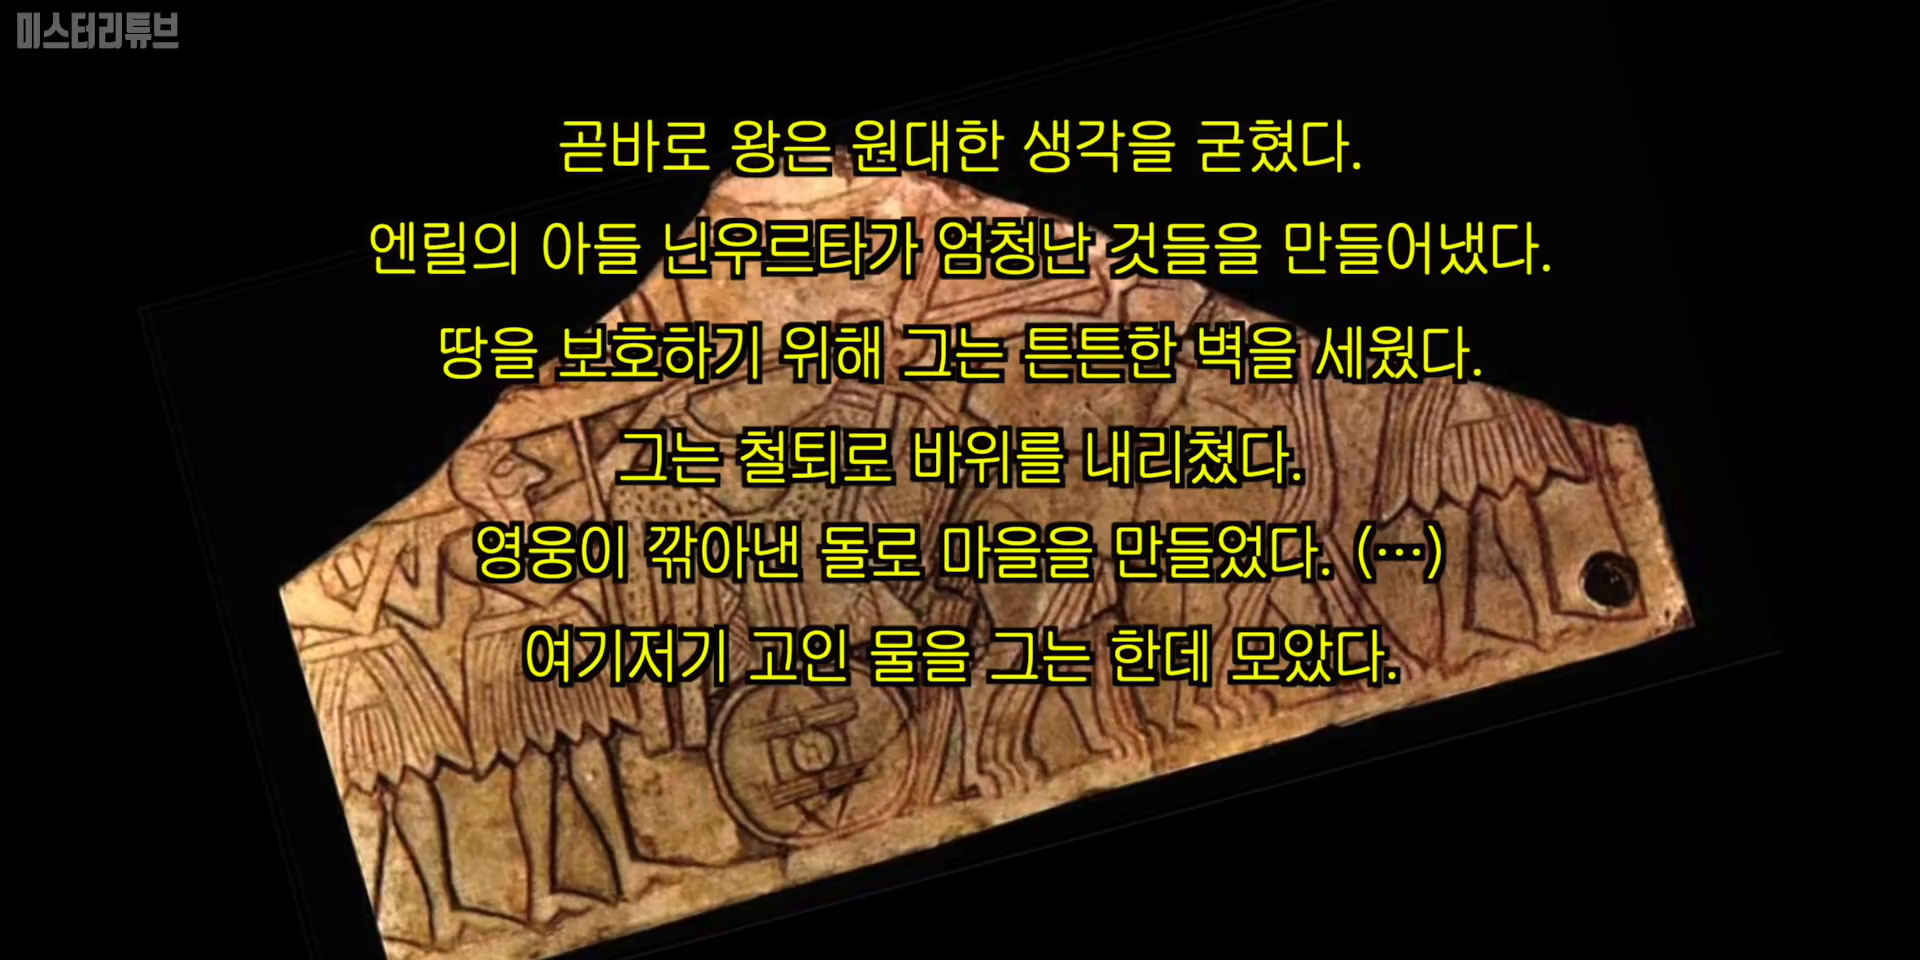 미스터리튜브
곧바로 왕은 원대한 생각을 굳혔다.
엔릴의 아들 닌우르타가 엄청난 것들을 만들어냈다.
땅을 보호하기 위해 그는 튼튼한 벽을 세웠다.
그는 철퇴로 바위를 내리쳤다.
영웅이 깎아낸 돌로 마을을 만들었다. (…)
여기저기 고인 물을 그는 한데 모았다.